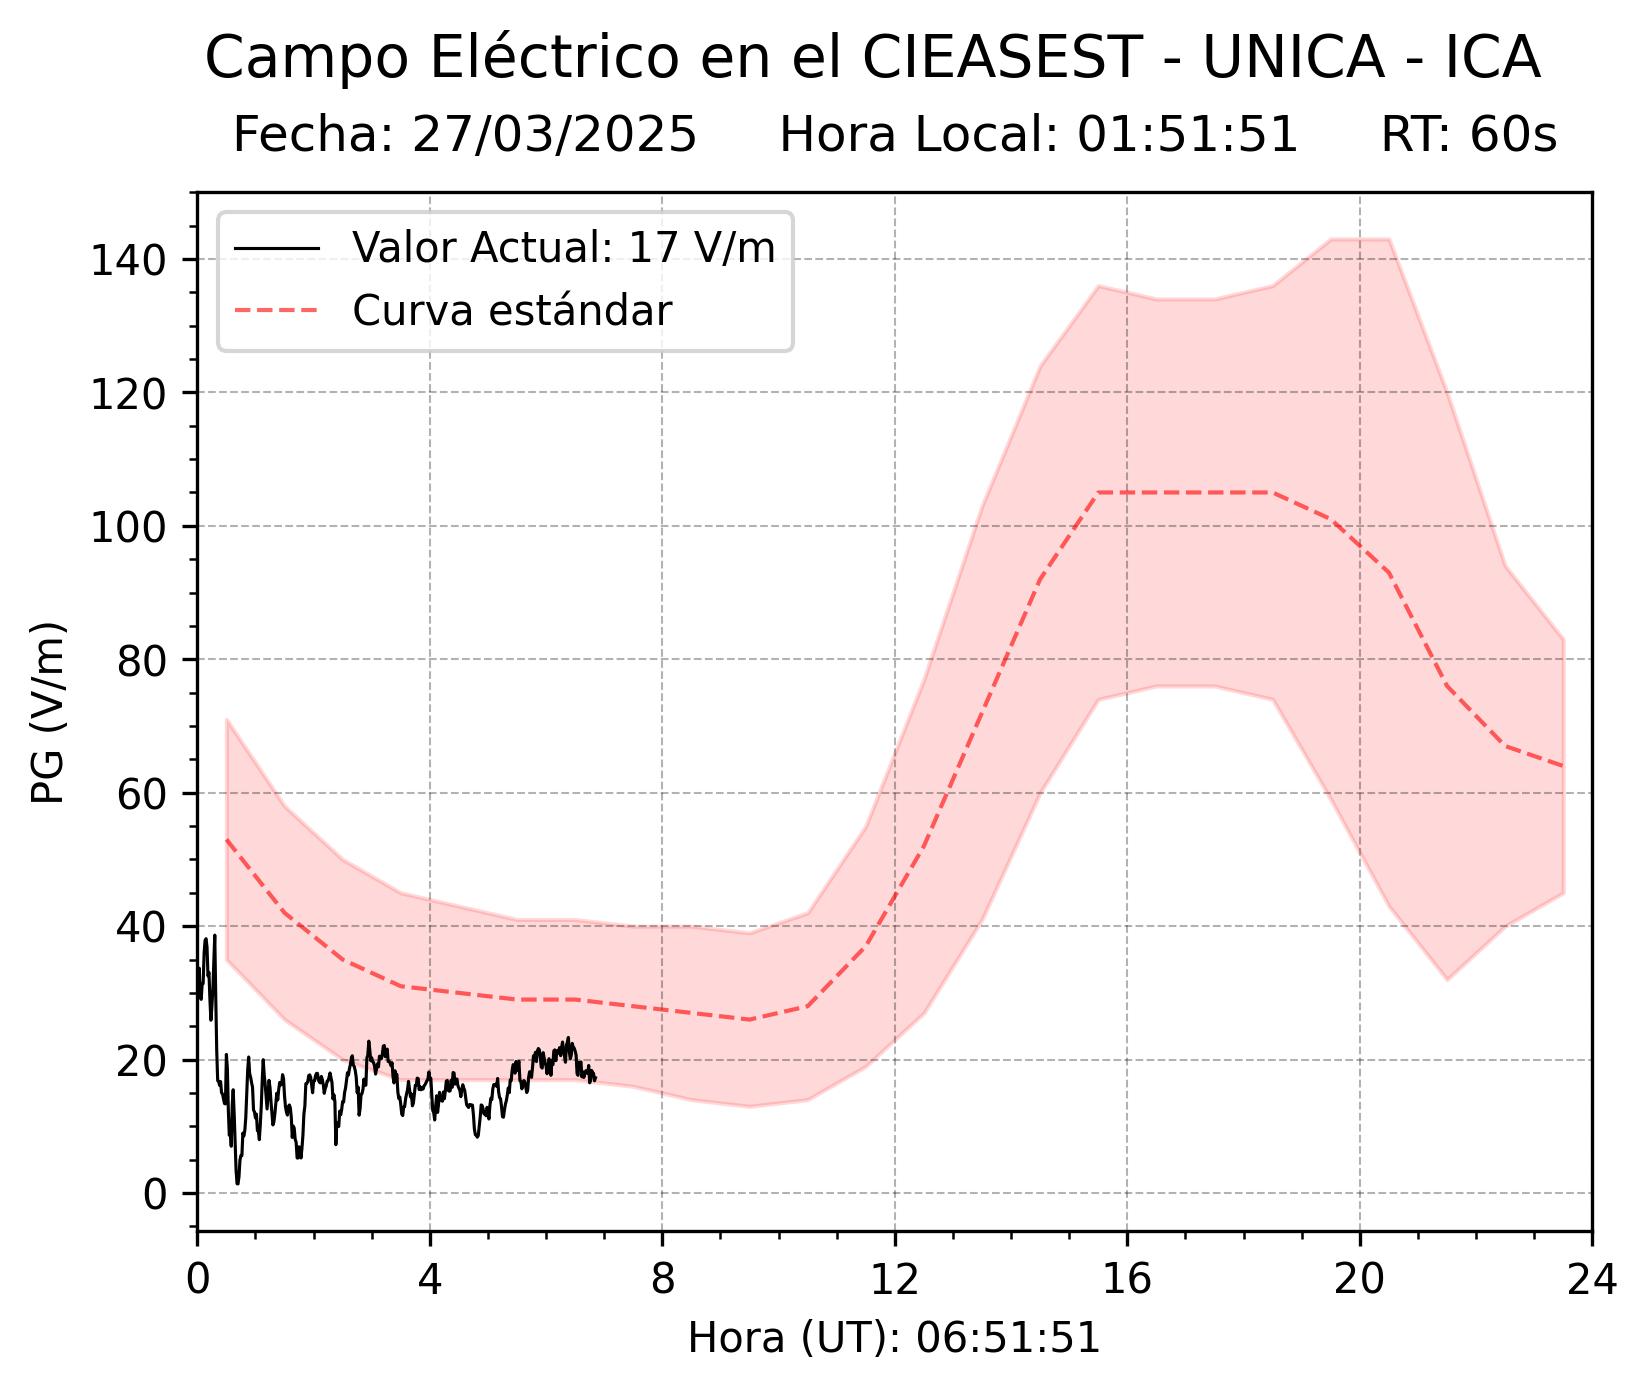 Campo Eléctrico en el CIEASEST - UNICA - ICA
Fecha: 27/03/2025 Hora Local: 01:51:51 RT: 60s
Valor Actual: 17 V/m
Curva estándar
140
120
100
80
60
40
20
0
PG (V/m)
0 4 8 12 16 20 24
Hora (UT): 06:51:51